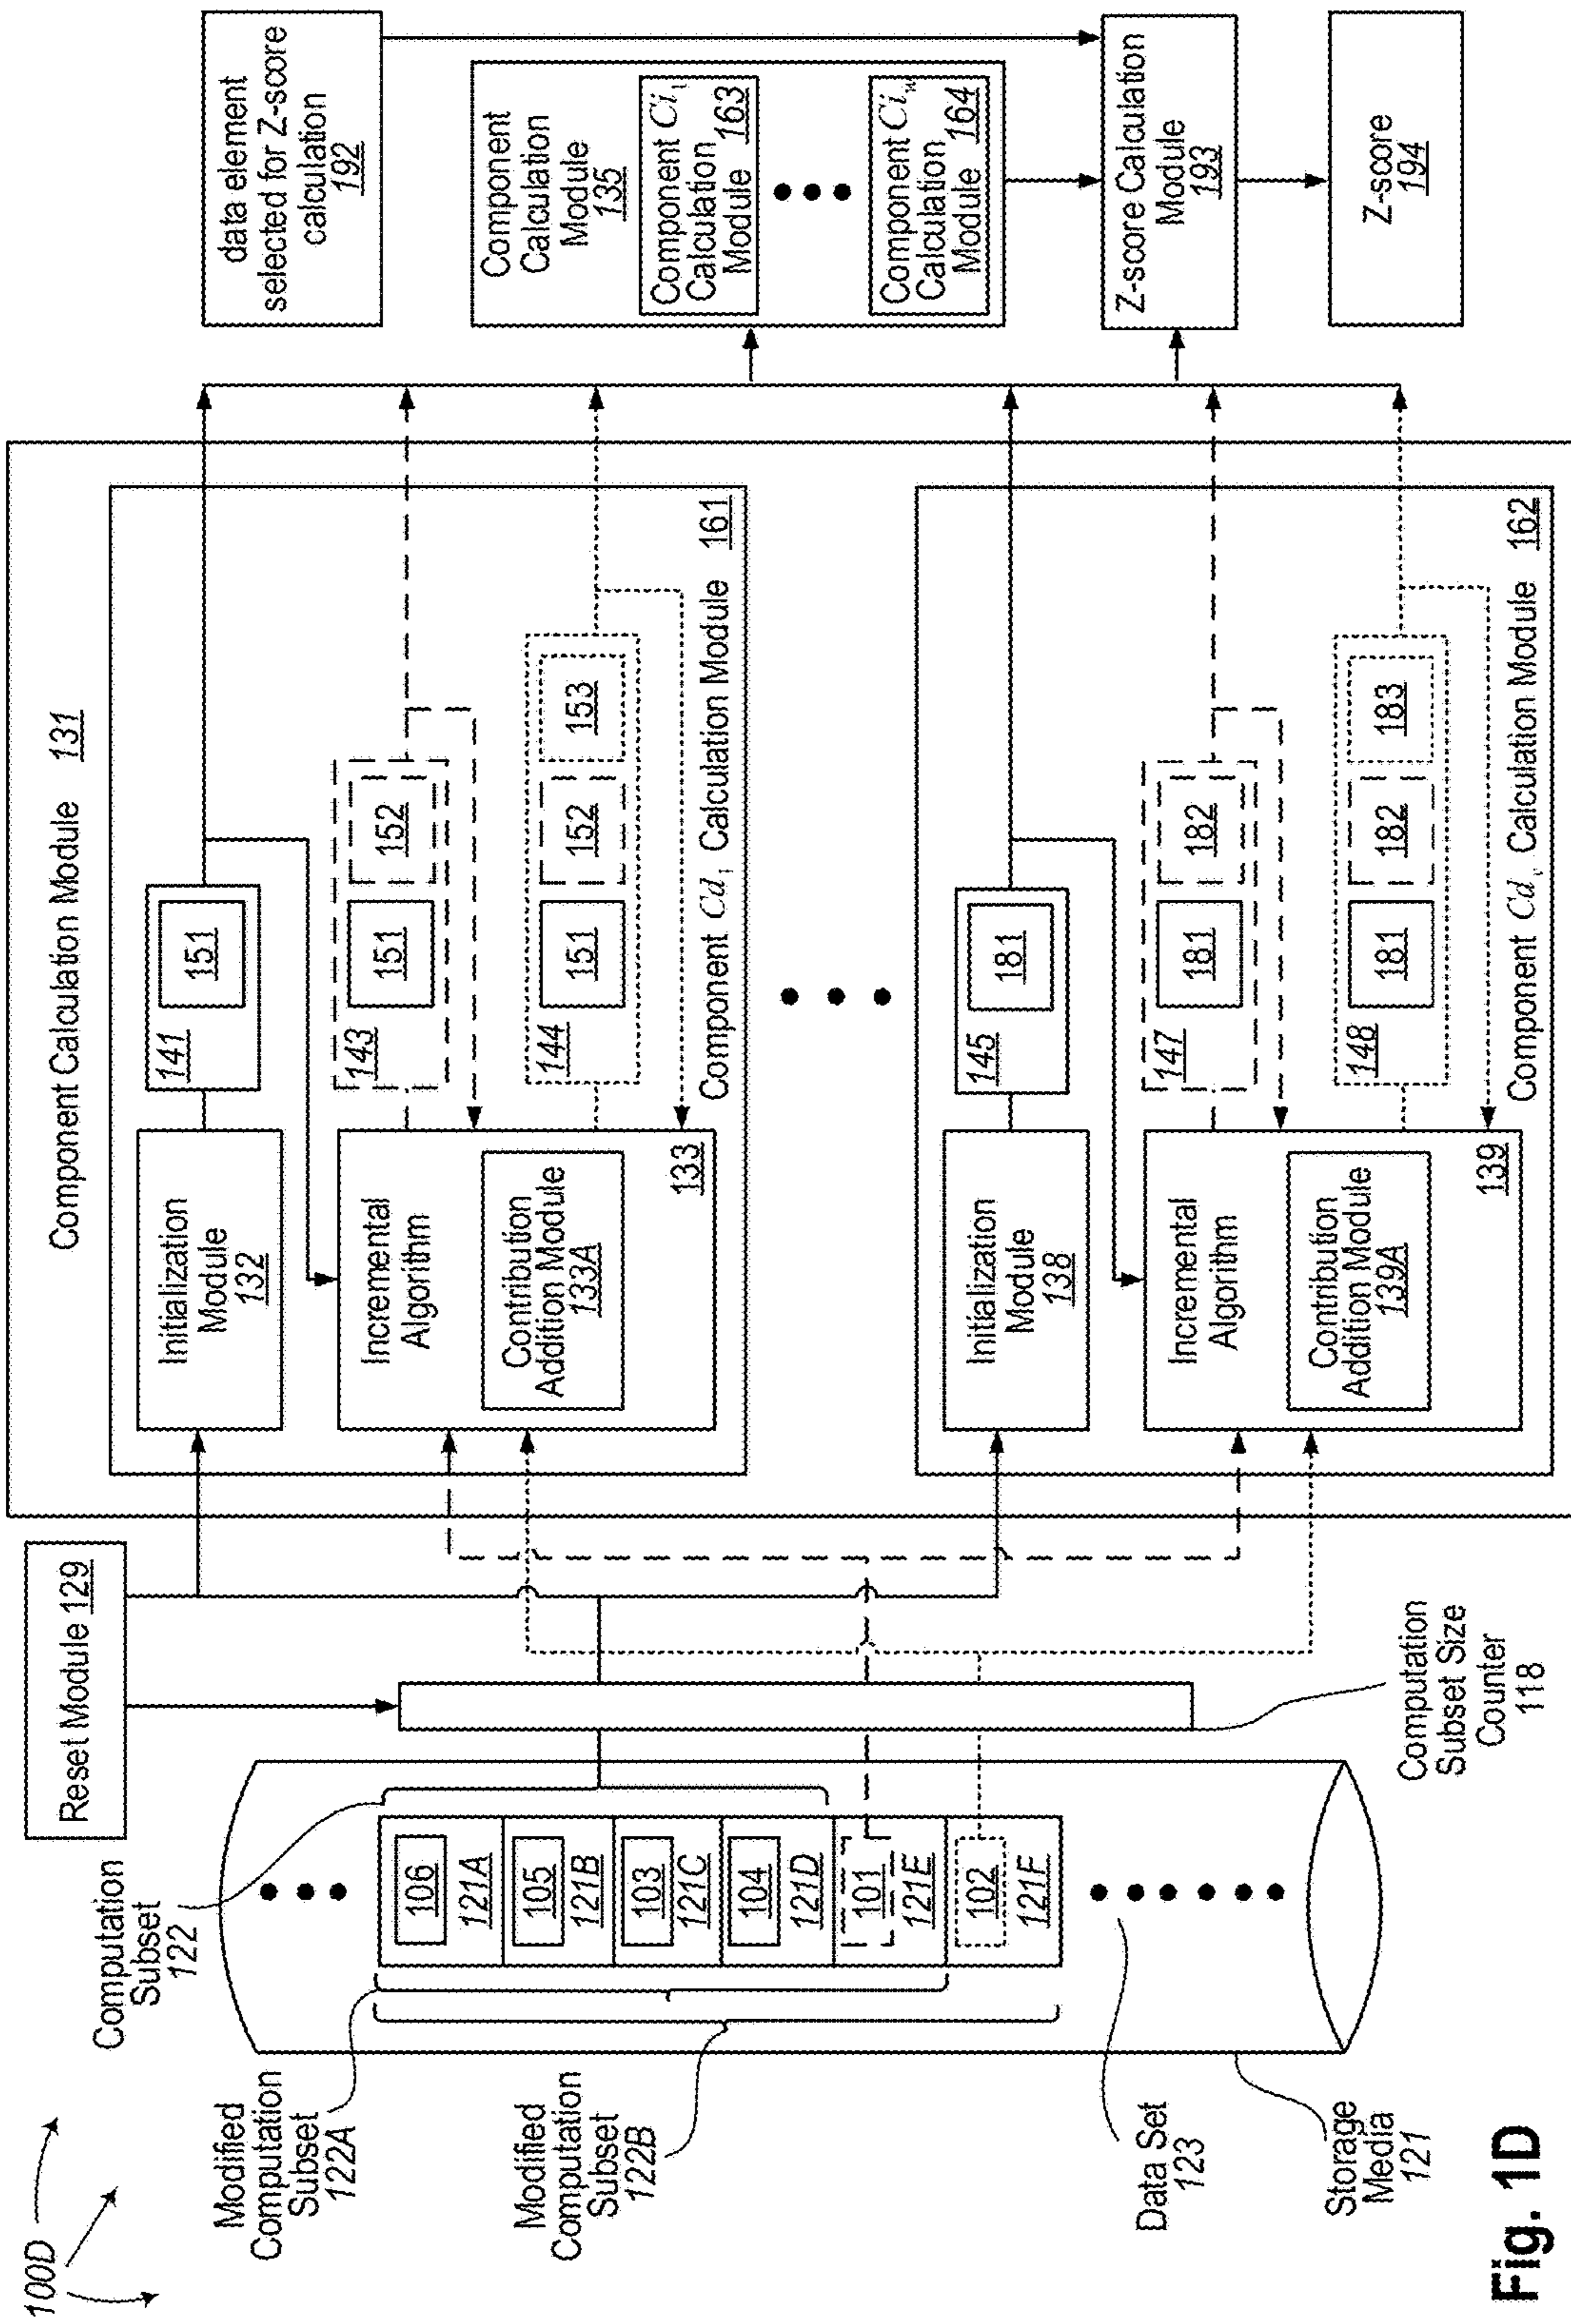 100D
Reset Module 129
Computation
Subset
122
Modified
Computation
Subset
122A
Modified
Computation
Subset
122B
106
121A
105
121B
103
121C
104
121D
101
121E
102
121F
Data Set
123
Storage
Media
121
Computation
Subset Size
Counter
118
Component Calculation Module 131
Initialization
Module
132
141
151
Incremental
Algorithm
Contribution
Addition Module
133A
133
143
151
152
144
151
152
153
Component Cd1 Calculation Module 161
Initialization
Module
138
145
181
Incremental
Algorithm
Contribution
Addition Module
139A
139
147
181
182
148
181
182
183
Component Cdv Calculation Module 162
data element
selected for Z-score
calculation
192
Component
Calculation
Module
135
Component Ci1
Calculation
Module 163
Component Ciw
Calculation
Module 164
Z-score Calculation
Module
193
Z-score
194
Fig. 1D